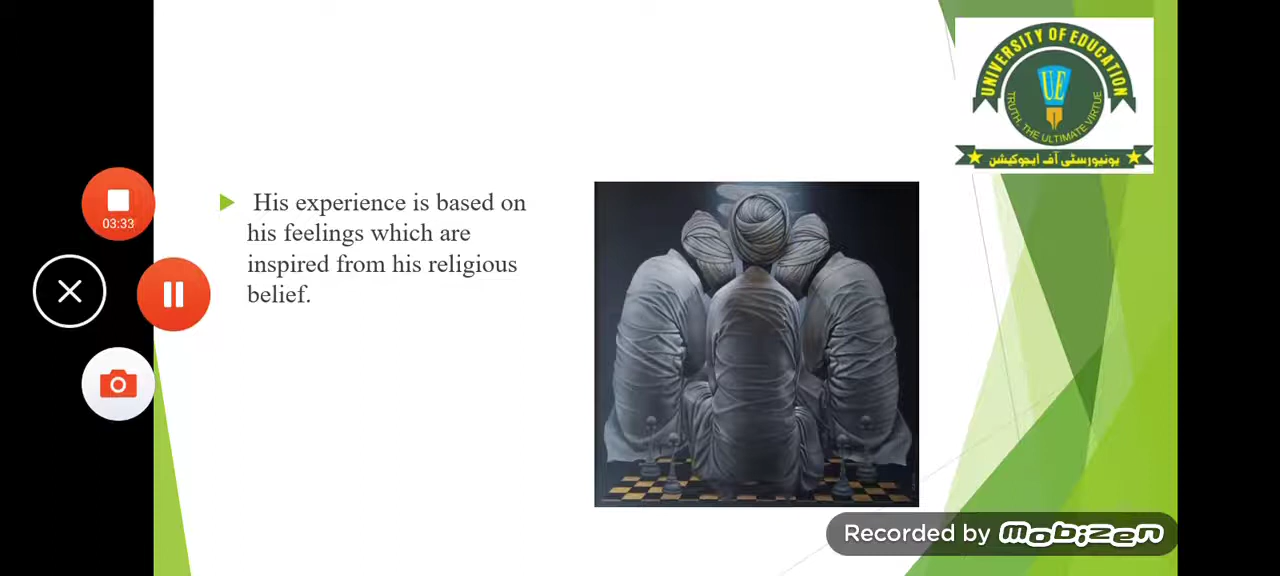 UNIVERSITY OF EDUCATION
UE
TRUTH, THE ULTIMATE VIRTUE
یونیورسٹی آف ایجوکیشن
03:33
His experience is based on
his feelings which are
inspired from his religious
belief.
Recorded by Mobizen